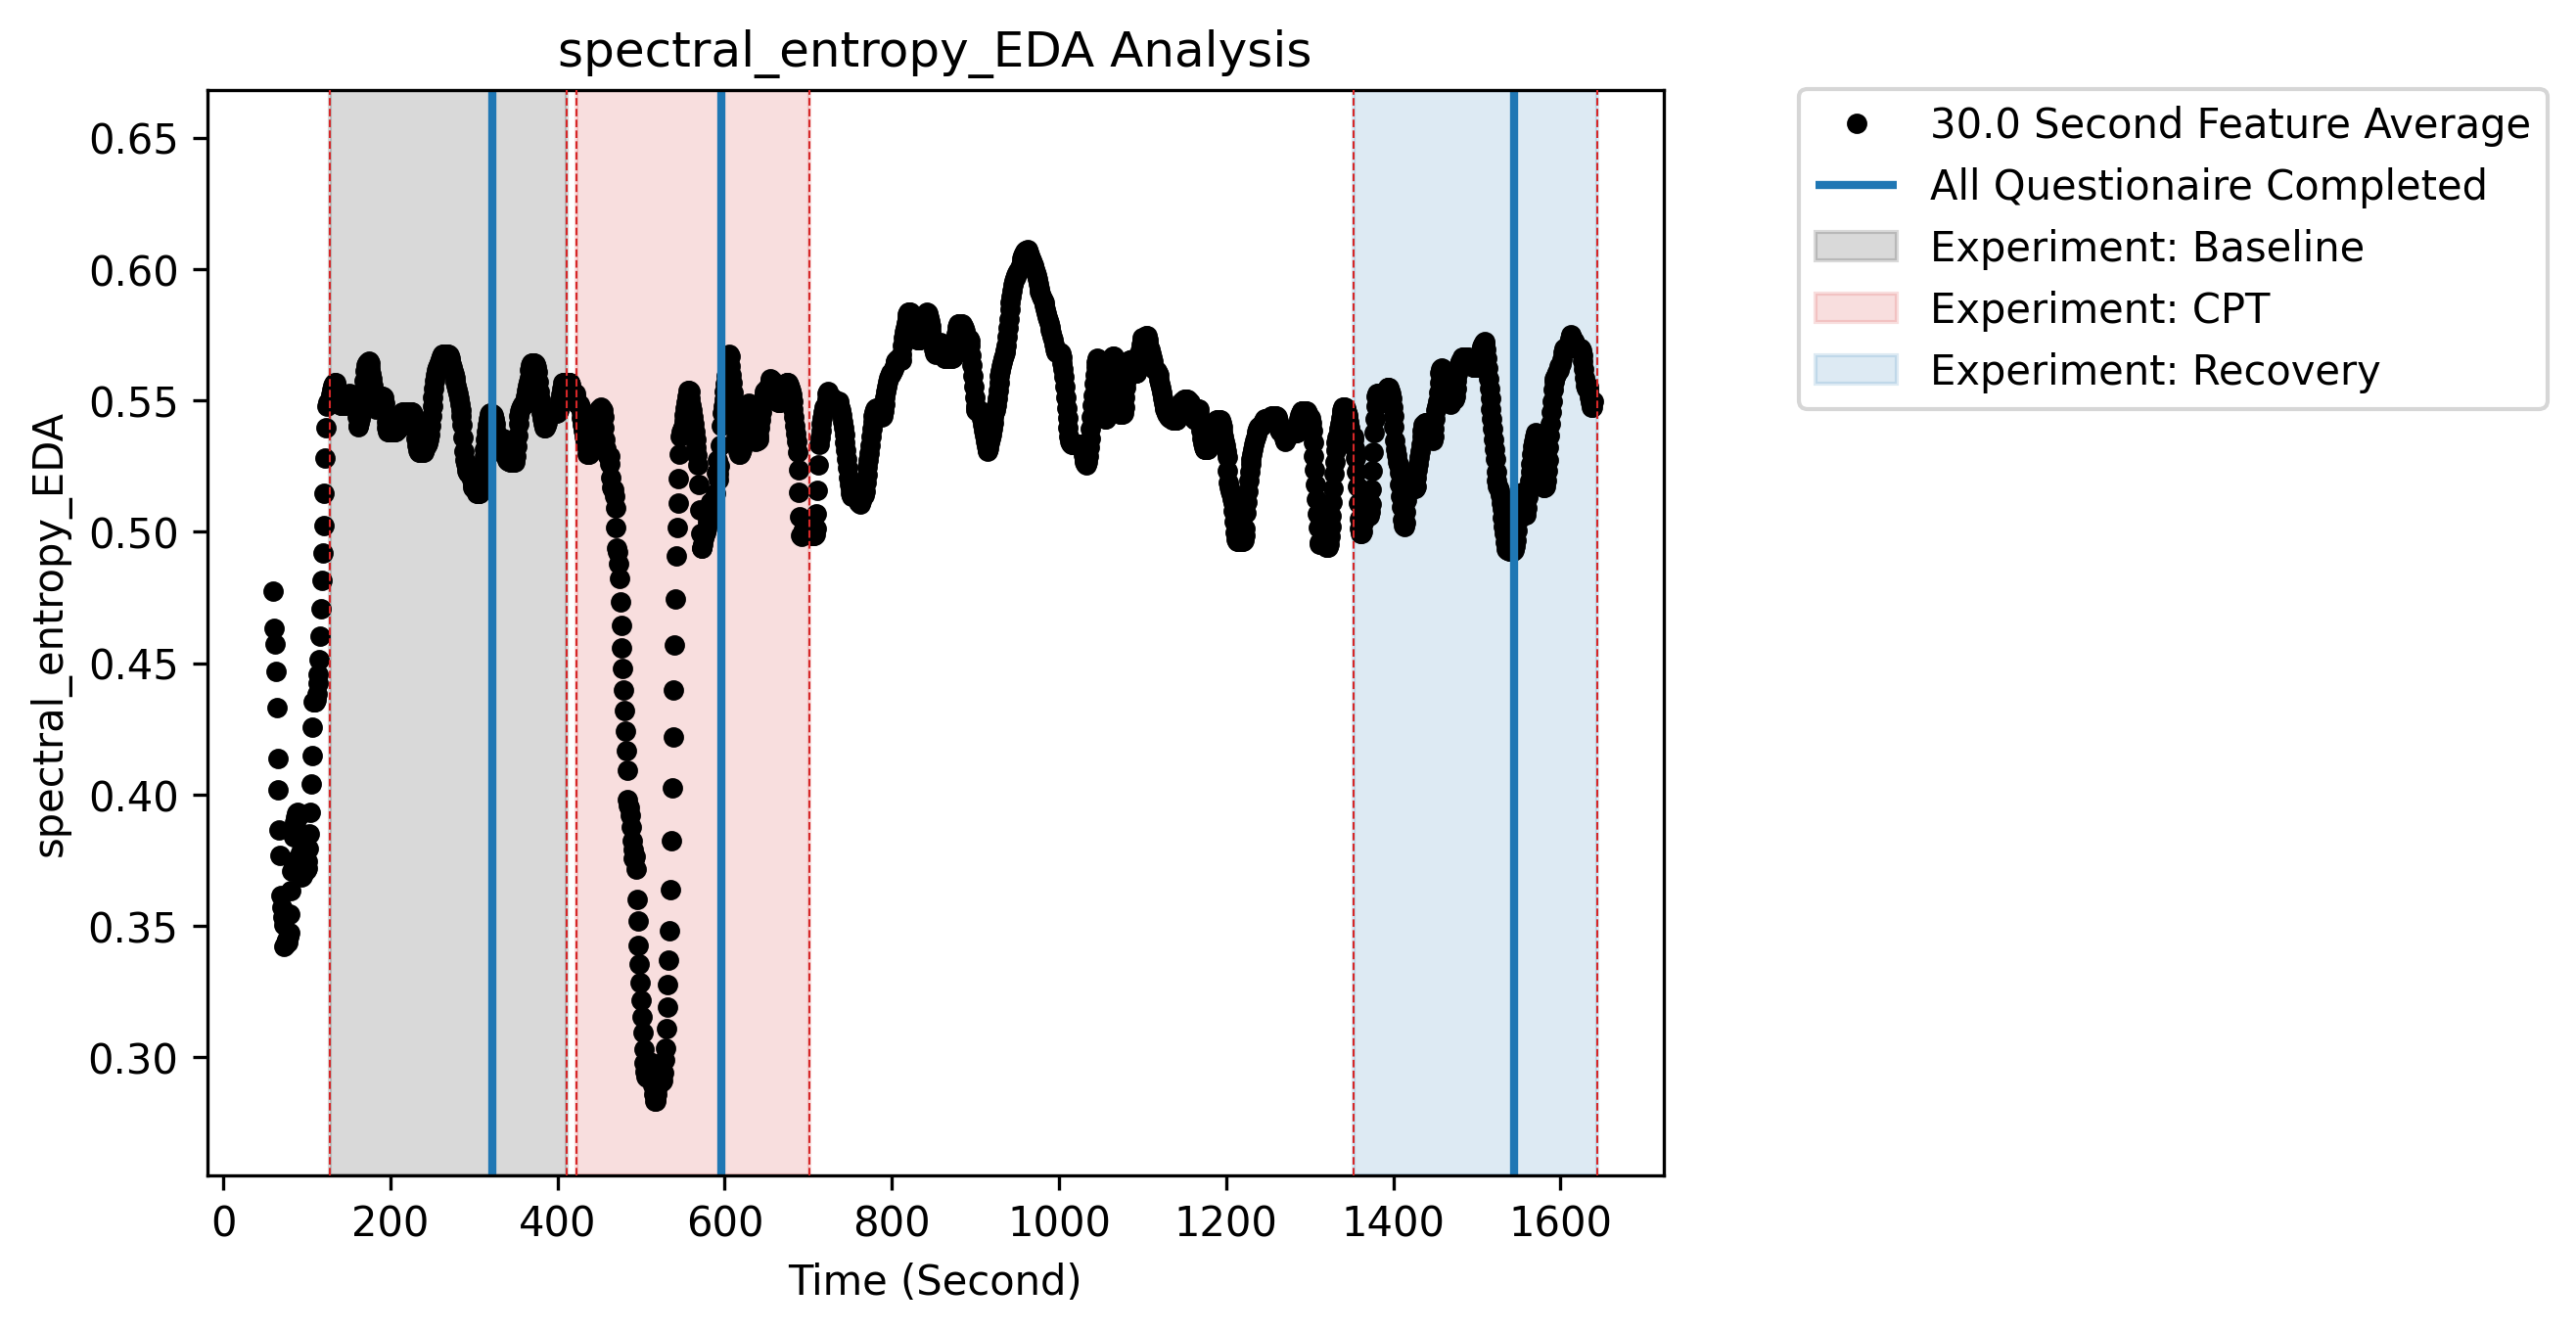 spectral_entropy_EDA Analysis
30.0 Second Feature Average
All Questionaire Completed
Experiment: Baseline
Experiment: CPT
Experiment: Recovery
spectral_entropy_EDA
0.65
0.60
0.55
0.50
0.45
0.40
0.35
0.30
0 200 400 600 800 1000 1200 1400 1600
Time (Second)